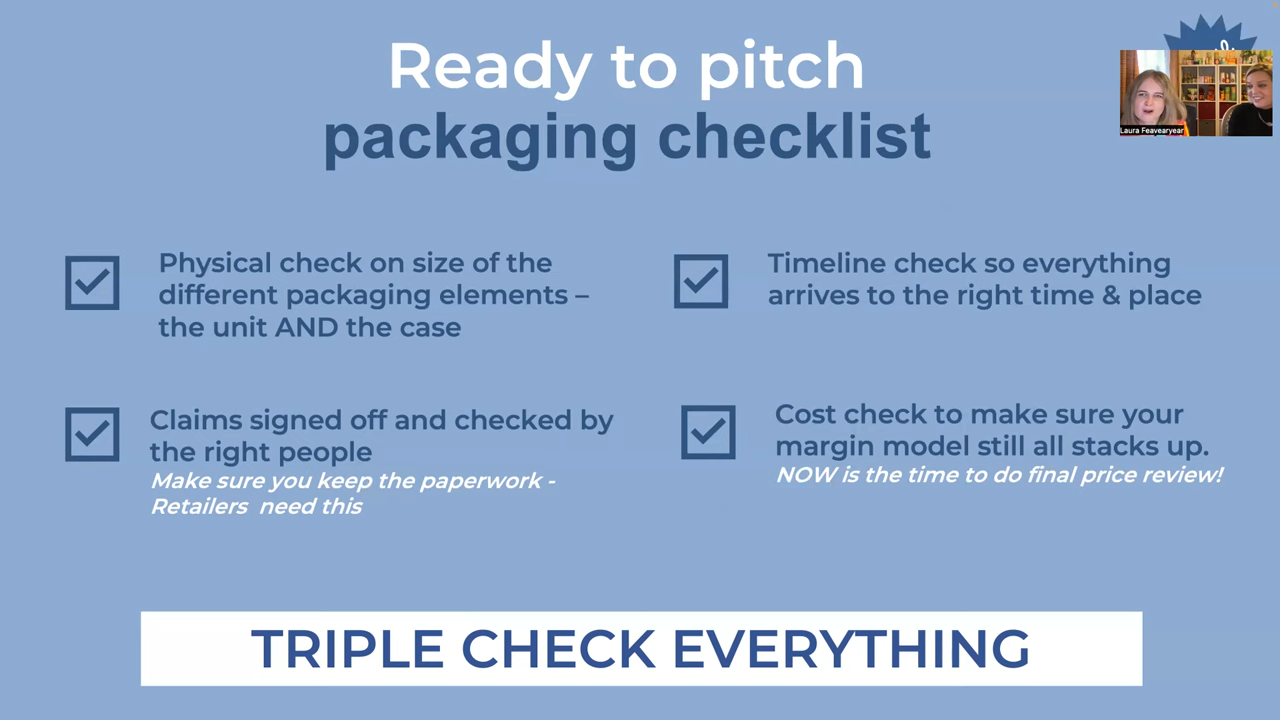 Ready to pitch
packaging checklist
Laura Feavearyear
Physical check on size of the
different packaging elements –
the unit AND the case
Timeline check so everything
arrives to the right time & place
Claims signed off and checked by
the right people
Make sure you keep the paperwork -
Retailers  need this
Cost check to make sure your
margin model still all stacks up.
NOW is the time to do final price review!
TRIPLE CHECK EVERYTHING